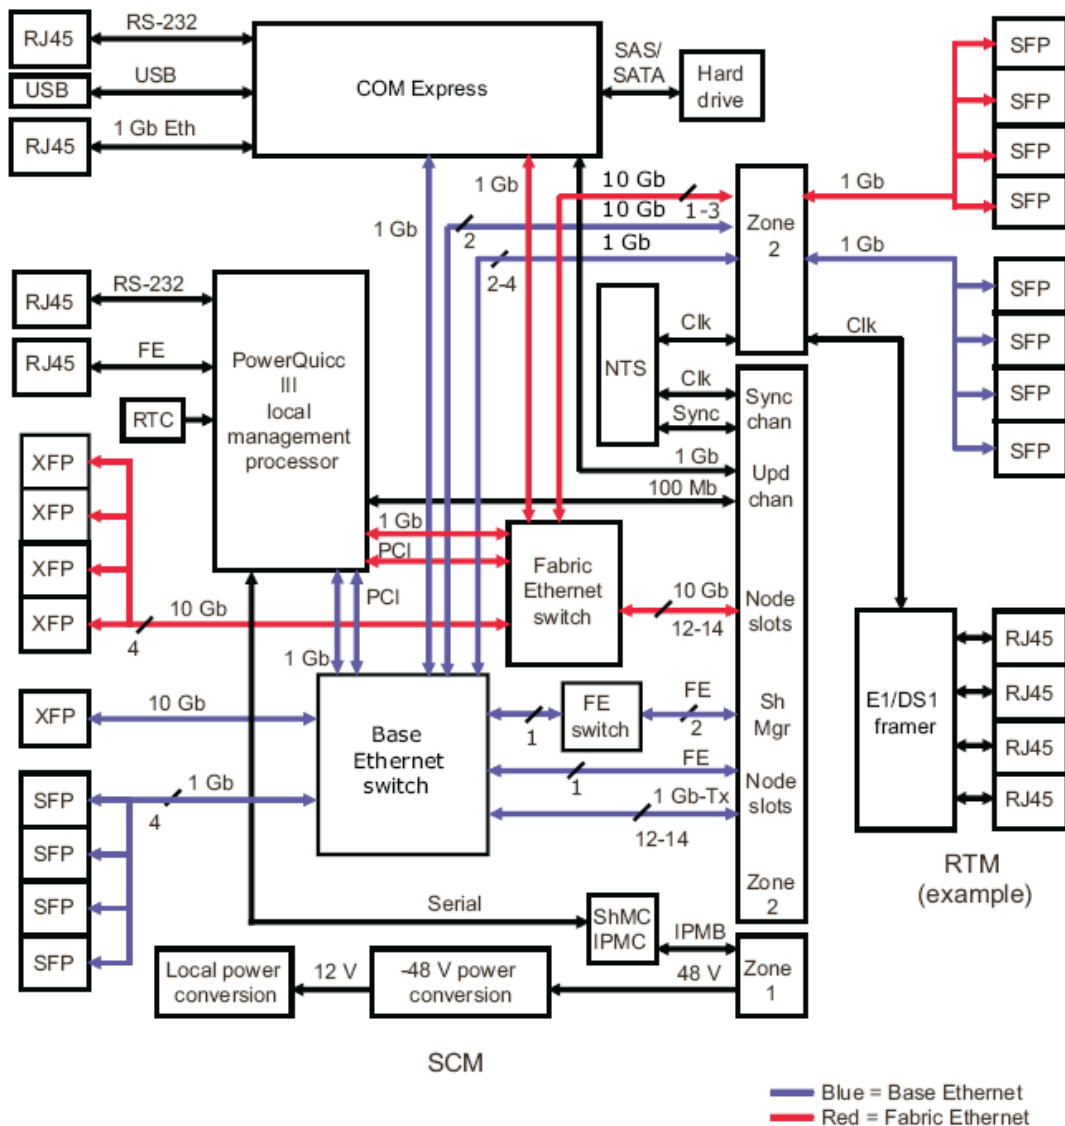 RJ45
RS-232
USB
USB
RJ45
1 Gb Eth
COM Express
SAS/
SATA
Hard
drive
SFP
SFP
SFP
SFP
1 Gb
1 Gb
1 Gb
10 Gb
1-3
10 Gb
2
1 Gb
2-4
Zone
2
1 Gb
SFP
SFP
SFP
SFP
RJ45
RS-232
RJ45
FE
RTC
PowerQuicc
III
local
management
processor
NTS
Clk
Clk
Sync
Clk
Sync
chan
1 Gb
Upd
chan
100 Mb
XFP
XFP
XFP
XFP
10 Gb
4
1 Gb
PCI
PCI
1 Gb
Fabric
Ethernet
switch
10 Gb
12-14
Node
slots
E1/DS1
framer
RJ45
RJ45
RJ45
RJ45
RTM
(example)
XFP
10 Gb
Base
Ethernet
switch
1
FE
switch
FE
2
Sh
Mgr
FE
1
Node
slots
1 Gb-Tx
12-14
SFP
SFP
SFP
SFP
1 Gb
4
Zone
2
Serial
ShMC
IPMC
IPMB
Zone
1
48 V
-48 V power
conversion
12 V
Local power
conversion
SCM
Blue = Base Ethernet
Red = Fabric Ethernet